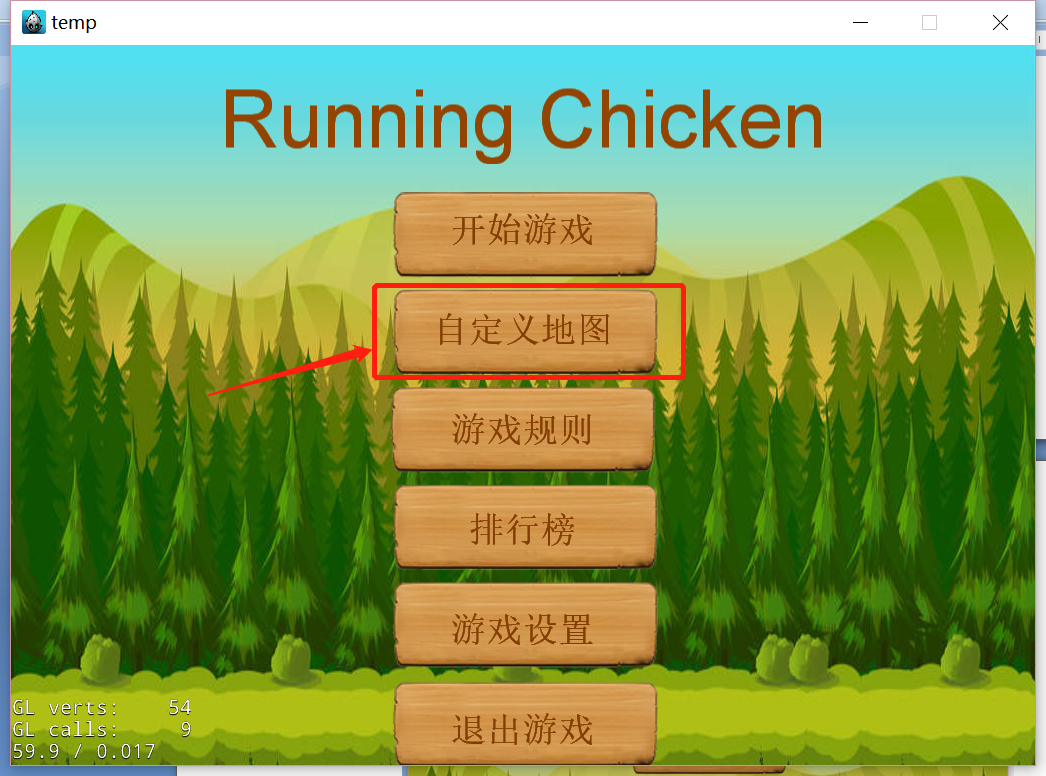 temp
Running Chicken
开始游戏
自定义地图
游戏规则
排行榜
游戏设置
退出游戏
GL verts: 54
GL calls: 9
59.9 / 0.017